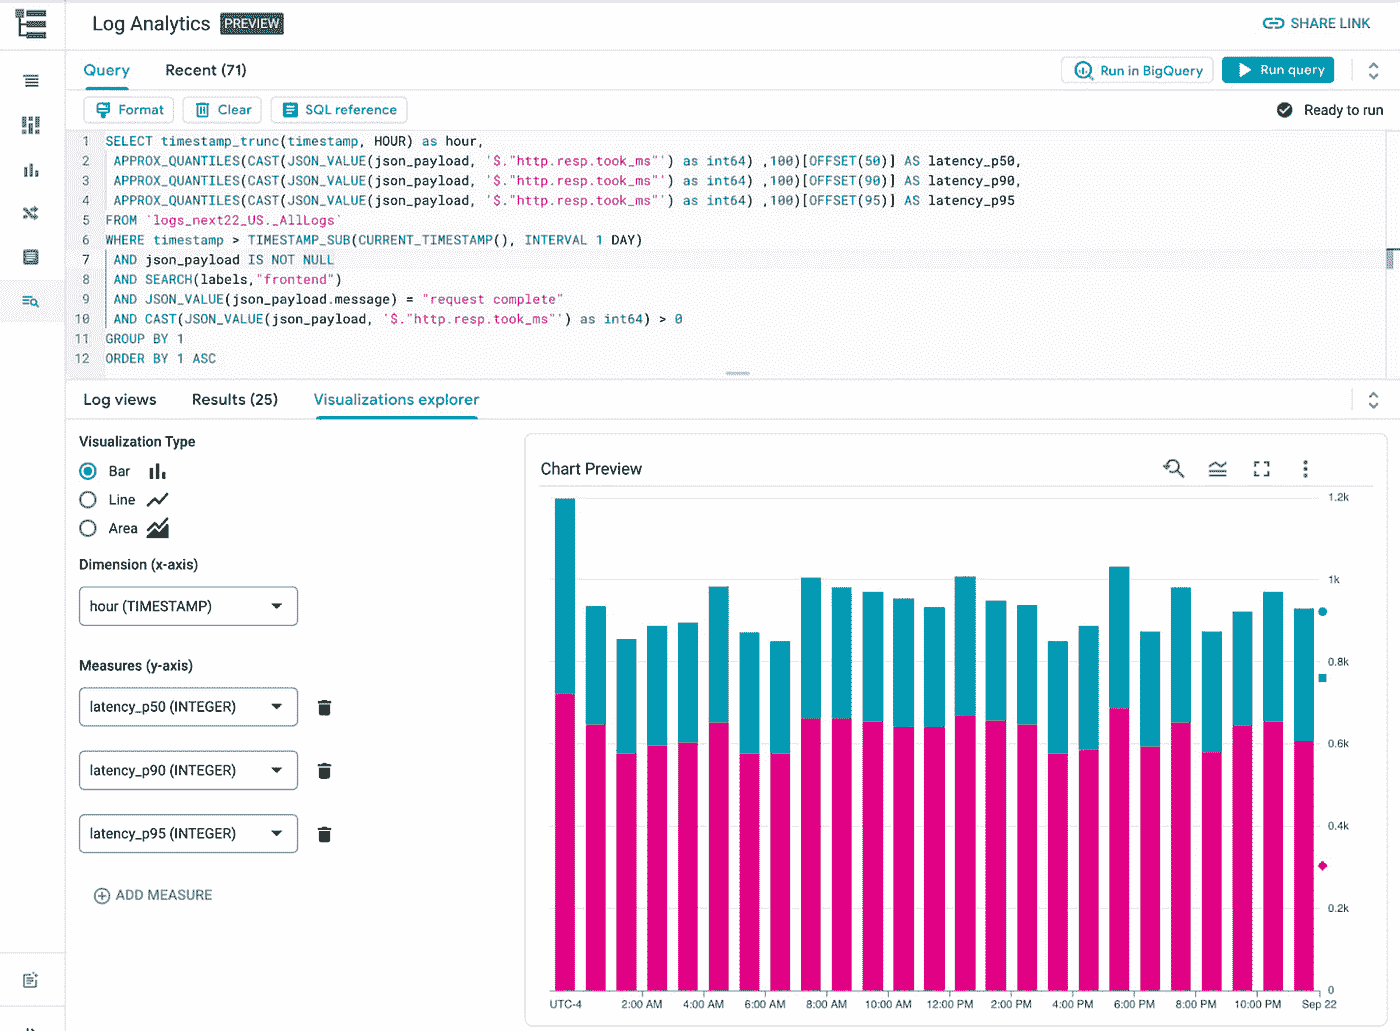 Log Analytics PREVIEW
SHARE LINK
Query Recent (71)
Run in BigQuery Run query
Format Clear SQL reference
Ready to run
1 SELECT timestamp_trunc(timestamp, HOUR) as hour,
2 APPROX_QUANTILES(CAST(JSON_VALUE(json_payload, '$."http.resp.took_ms"') as int64) ,100)[OFFSET(50)] AS latency_p50,
3 APPROX_QUANTILES(CAST(JSON_VALUE(json_payload, '$."http.resp.took_ms"') as int64) ,100)[OFFSET(90)] AS latency_p90,
4 APPROX_QUANTILES(CAST(JSON_VALUE(json_payload, '$."http.resp.took_ms"') as int64) ,100)[OFFSET(95)] AS latency_p95
5 FROM `logs_next22_US._AllLogs`
6 WHERE timestamp > TIMESTAMP_SUB(CURRENT_TIMESTAMP(), INTERVAL 1 DAY)
7 AND json_payload IS NOT NULL
8 AND SEARCH(labels,"frontend")
9 AND JSON_VALUE(json_payload.message) = "request complete"
10 AND CAST(JSON_VALUE(json_payload, '$."http.resp.took_ms"') as int64) > 0
11 GROUP BY 1
12 ORDER BY 1 ASC
Log views Results (25) Visualizations explorer
Visualization Type
Bar
Line
Area
Dimension (x-axis)
hour (TIMESTAMP)
Measures (y-axis)
latency_p50 (INTEGER)
latency_p90 (INTEGER)
latency_p95 (INTEGER)
ADD MEASURE
Chart Preview
1.2k
1k
0.8k
0.6k
0.4k
0.2k
0
UTC-4 2:00 AM 4:00 AM 6:00 AM 8:00 AM 10:00 AM 12:00 PM 2:00 PM 4:00 PM 6:00 PM 8:00 PM 10:00 PM Sep 22